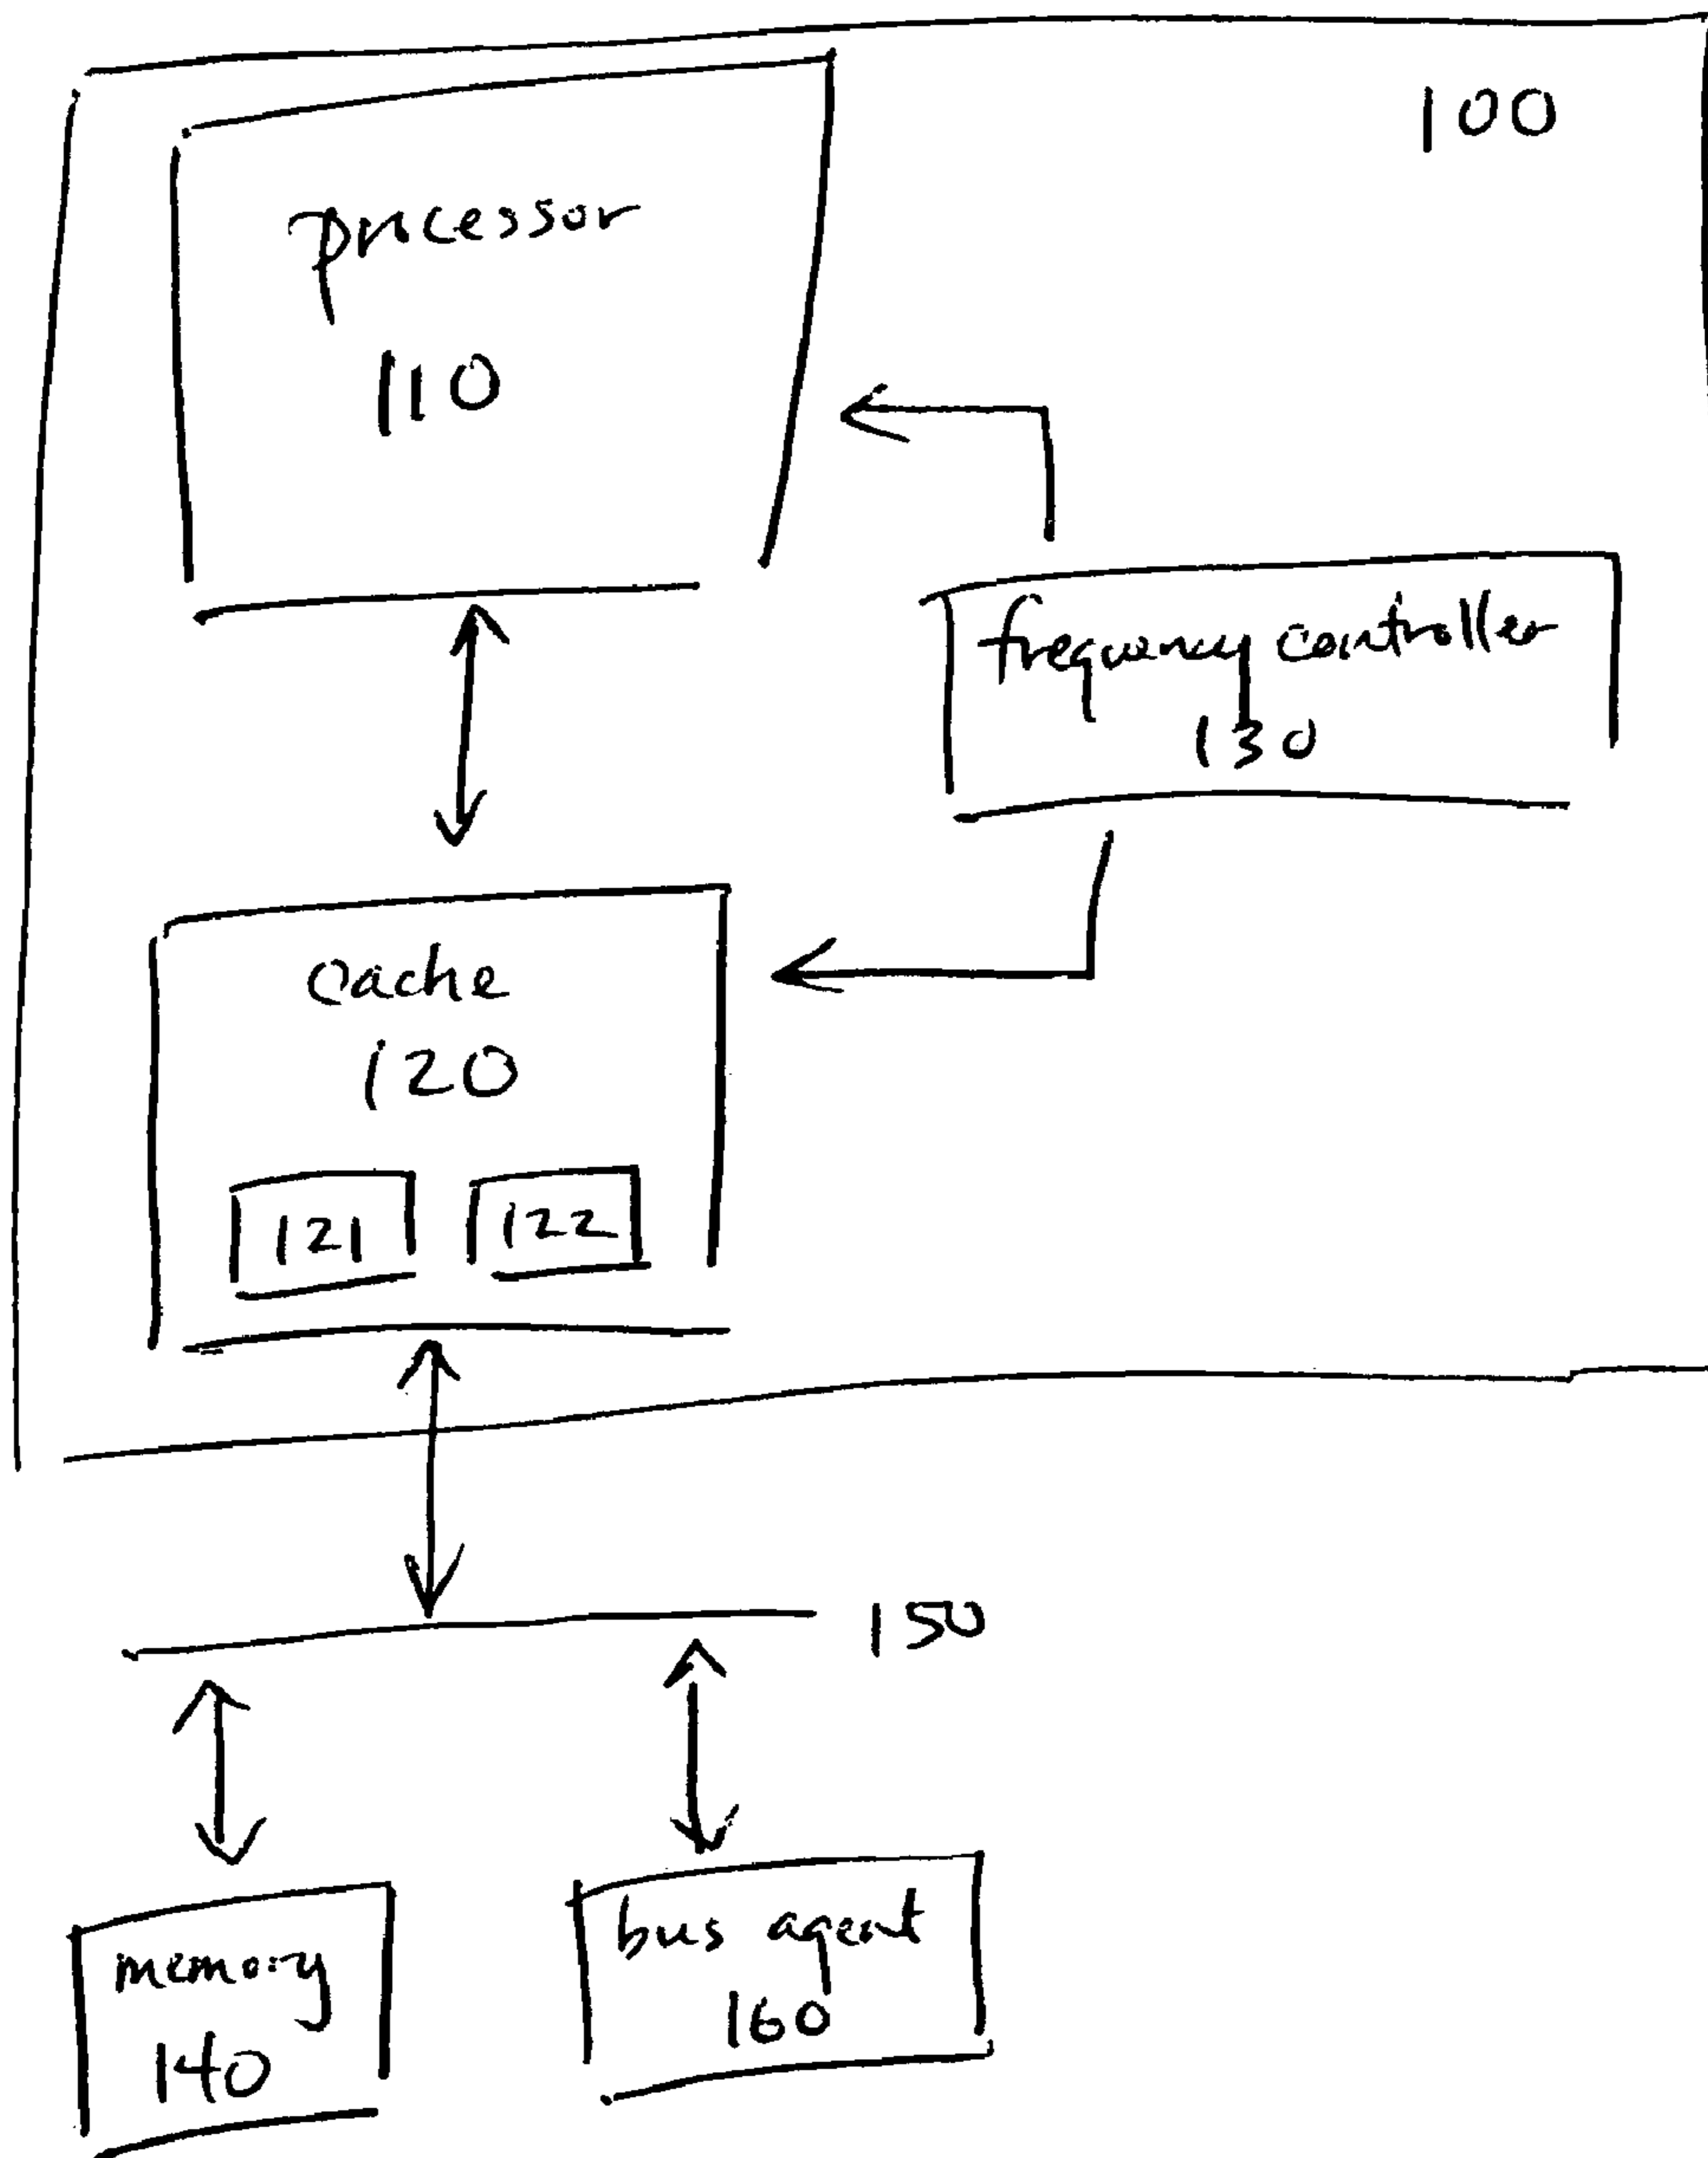 100
processor
110
frequency controller
130
cache
120
121
122
150
memory
140
bus agent
160